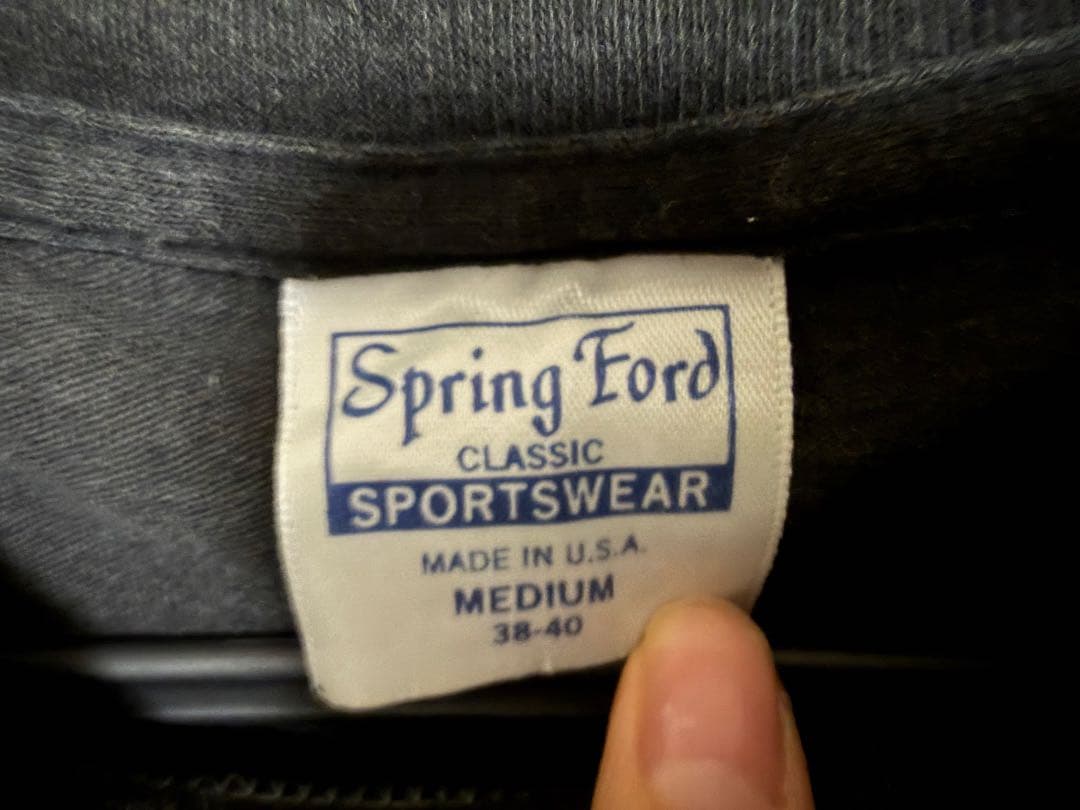 Spring Ford
CLASSIC
SPORTSWEAR
MADE IN U.S.A.
MEDIUM
38-40